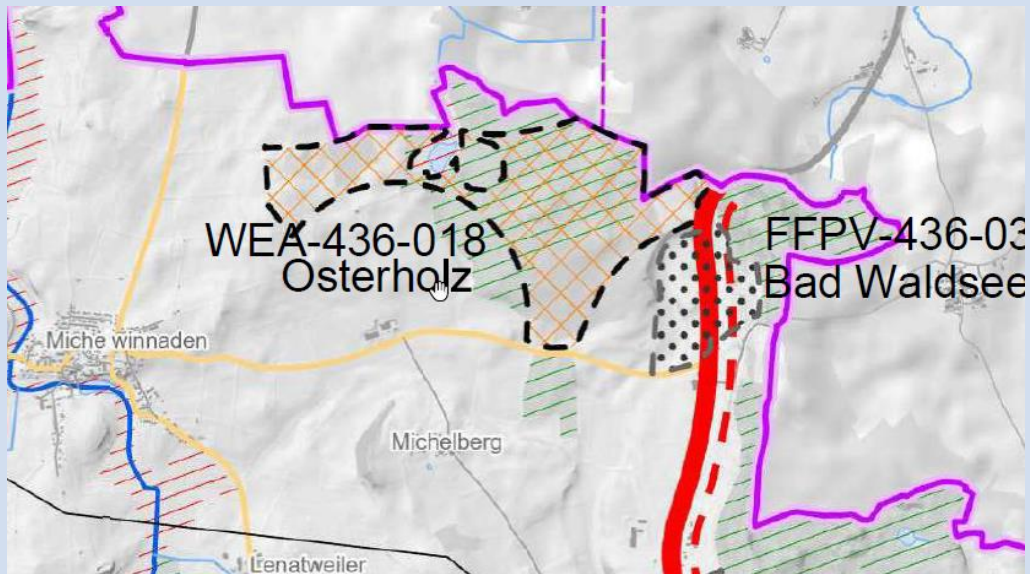 WEA-436-018
Osterholz
FFPV-436-03
Bad Waldsee
Miche winnaden
Michelberg
Lenatweiler